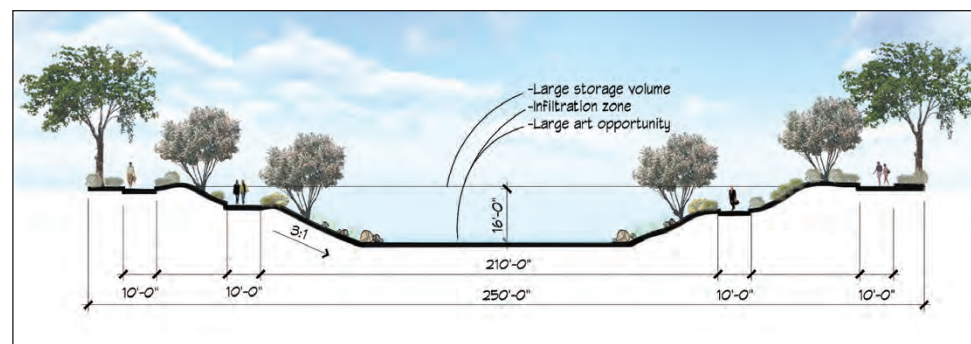 -Large storage volume
-Infiltration zone
-Large art opportunity
16'-0"
3:1
210'-0"
10'-0"
10'-0"
10'-0"
10'-0"
250'-0"